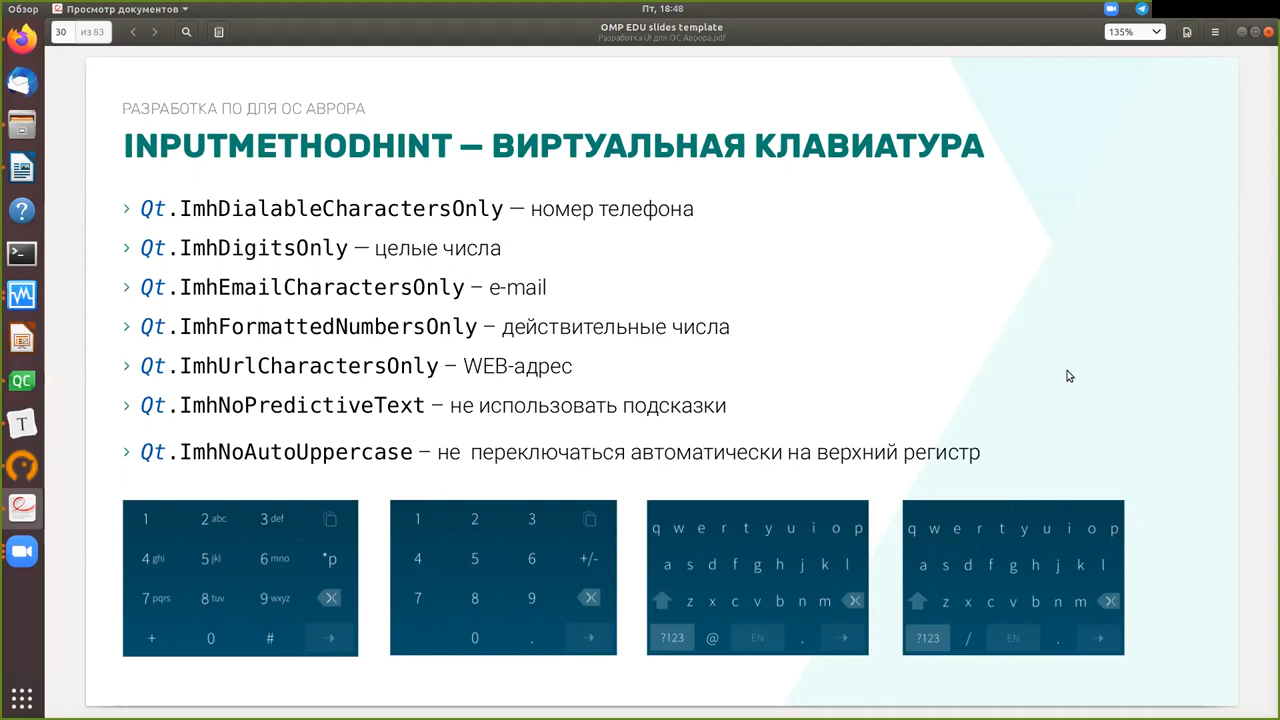 Обзор
Просмотр документов
Пт, 18:48
30 из 83
OMP EDU slides template
Разработка UI для ОС Аврора.pdf
135%
РАЗРАБОТКА ПО ДЛЯ ОС АВРОРА
INPUTMETHODHINT — ВИРТУАЛЬНАЯ КЛАВИАТУРА
› Qt.ImhDialableCharactersOnly — номер телефона
› Qt.ImhDigitsOnly — целые числа
› Qt.ImhEmailCharactersOnly – e-mail
› Qt.ImhFormattedNumbersOnly – действительные числа
› Qt.ImhUrlCharactersOnly – WEB-адрес
› Qt.ImhNoPredictiveText – не использовать подсказки
› Qt.ImhNoAutoUppercase – не переключаться автоматически на верхний регистр
1 2 abc 3 def
4 ghi 5 jkl 6 mno *p
7 pqrs 8 tuv 9 wxyz
+ 0 #
1 2 3
4 5 6 +/-
7 8 9
0 .
q w e r t y u i o p
a s d f g h j k l
z x c v b n m
?123 @ EN .
q w e r t y u i o p
a s d f g h j k l
z x c v b n m
?123 / EN .
QC
T